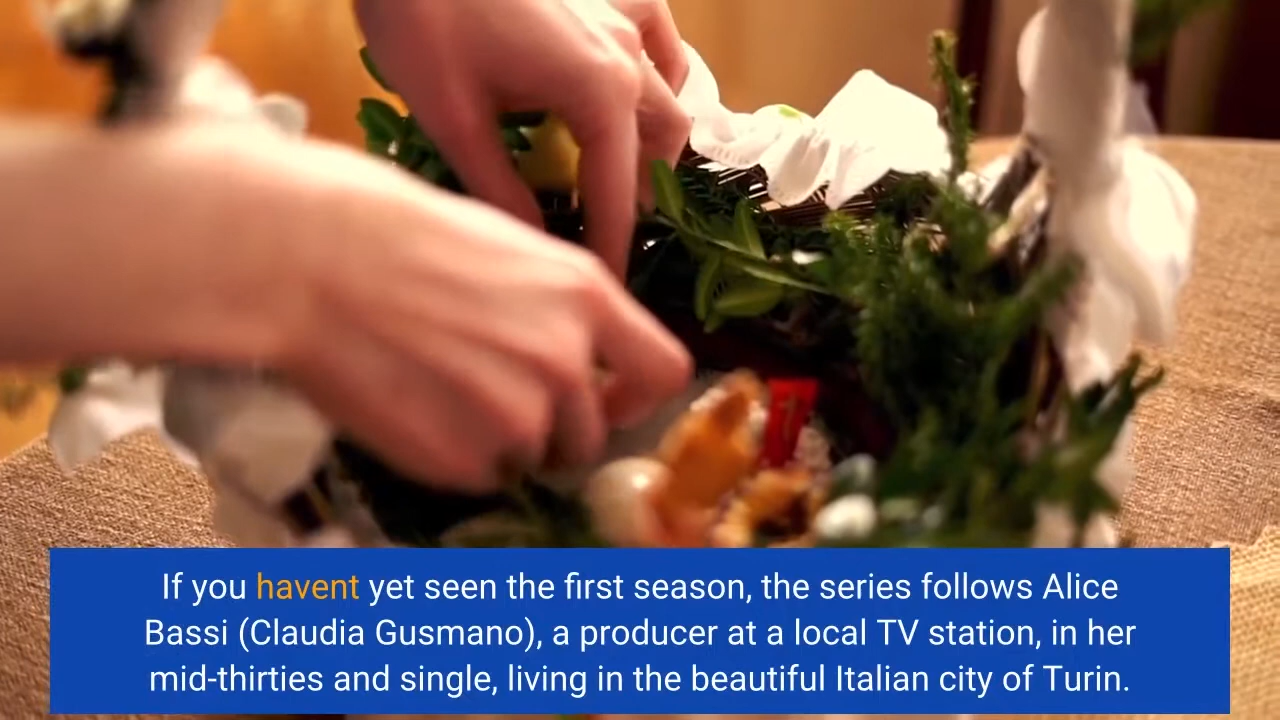 If you havent yet seen the first season, the series follows Alice
Bassi (Claudia Gusmano), a producer at a local TV station, in her
mid-thirties and single, living in the beautiful Italian city of Turin.